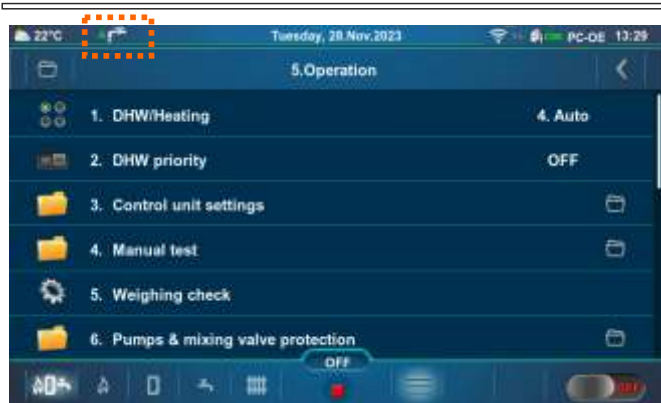 22°C Tuesday, 28.Nov.2023 PC-OE 13:29
5.Operation
1. DHW/Heating 4. Auto
2. DHW priority OFF
3. Control unit settings
4. Manual test
5. Weighing check
6. Pumps & mixing valve protection
OFF
OFF